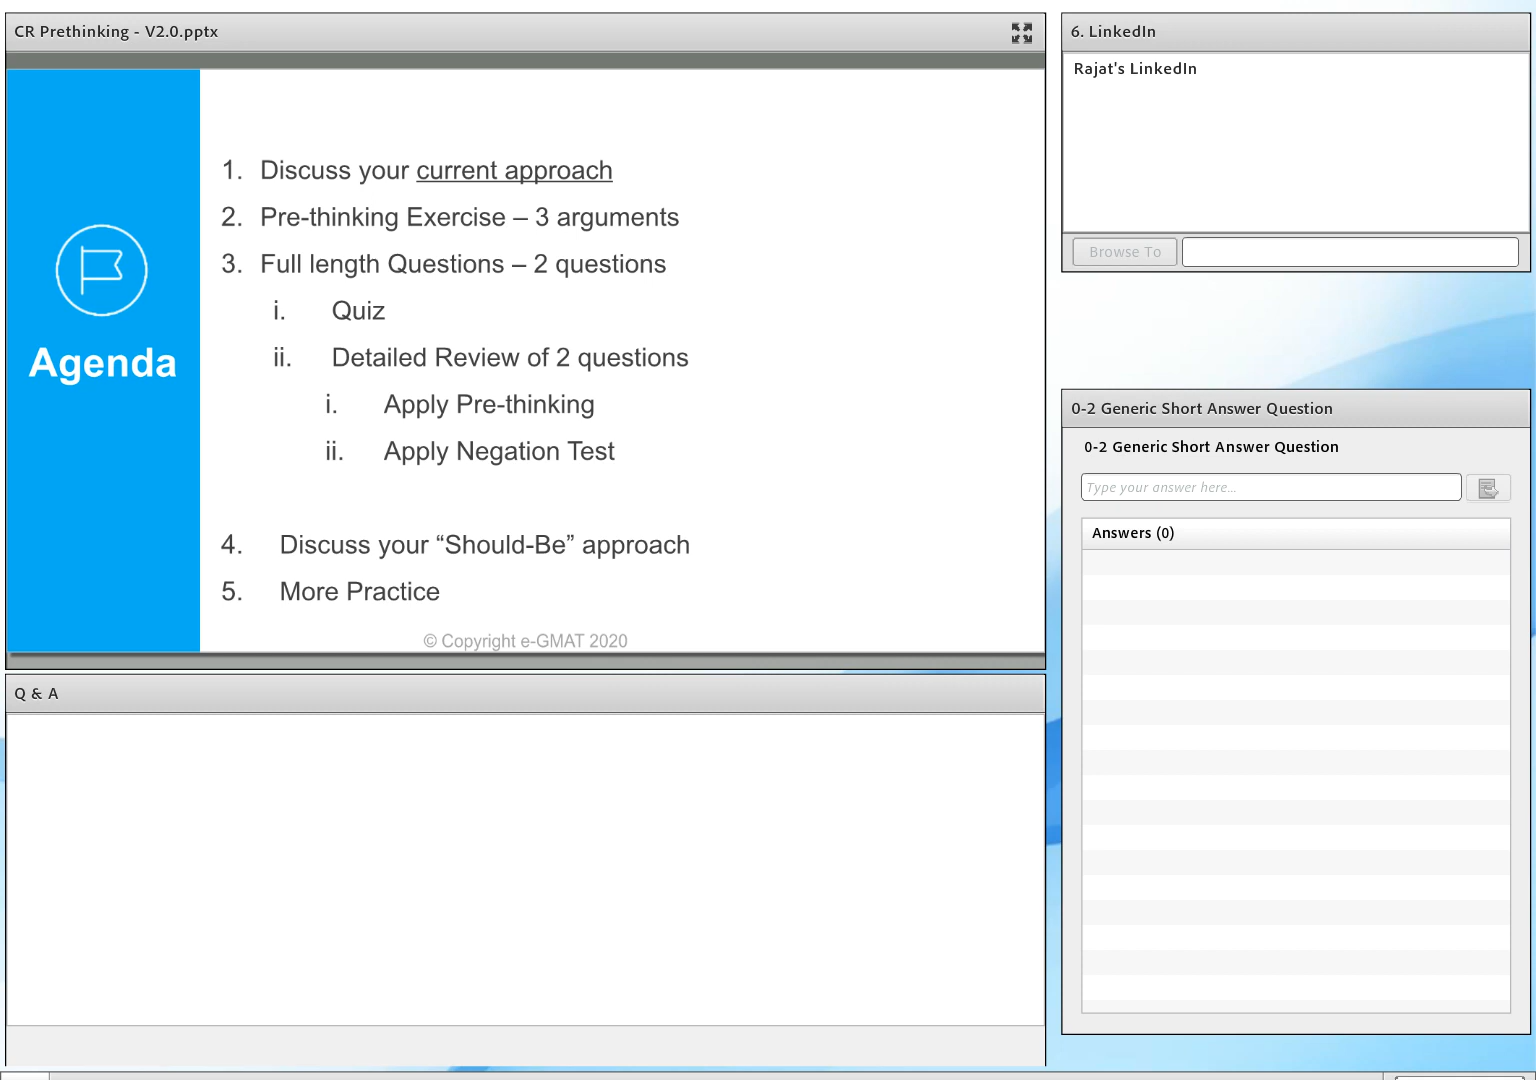 CR Prethinking - V2.0.pptx
Agenda
1. Discuss your current approach
2. Pre-thinking Exercise – 3 arguments
3. Full length Questions – 2 questions
i. Quiz
ii. Detailed Review of 2 questions
i. Apply Pre-thinking
ii. Apply Negation Test
4. Discuss your “Should-Be” approach
5. More Practice
© Copyright e-GMAT 2020
Q & A
6. LinkedIn
Rajat's LinkedIn
Browse To
0-2 Generic Short Answer Question
0-2 Generic Short Answer Question
Type your answer here...
Answers (0)